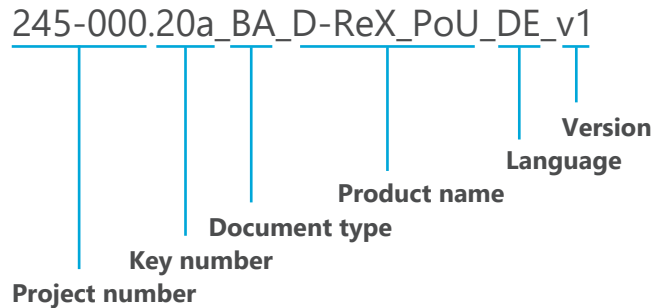 245-000.20a_BA_D-ReX_PoU_DE_v1
Version
Language
Product name
Document type
Key number
Project number